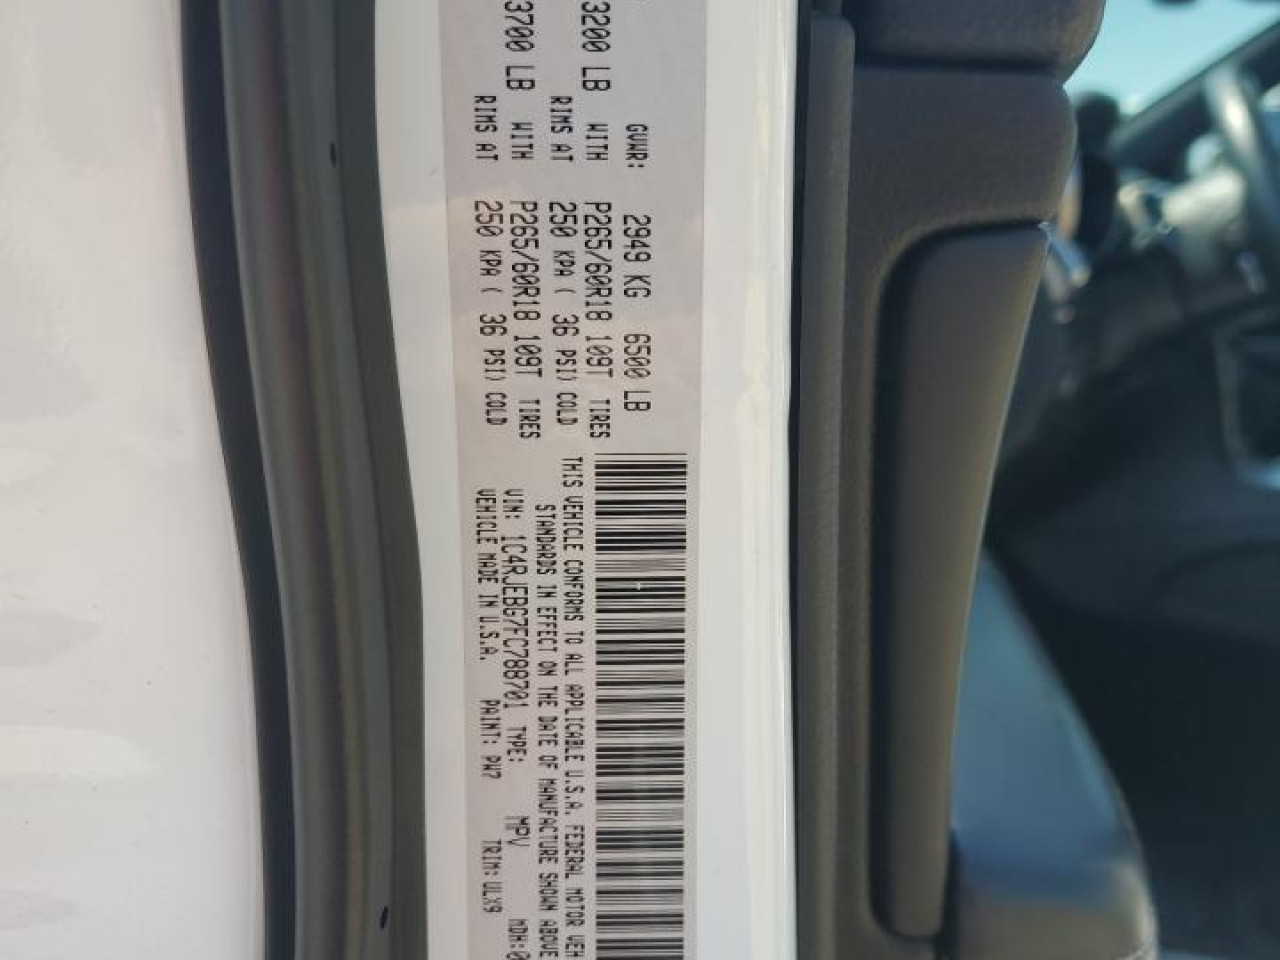 GVWR: 2949 KG 6500 LB
3200 LB WITH P265/60R18 109T TIRES
RIMS AT 250 KPA ( 36 PSI) COLD
3700 LB WITH P265/60R18 109T TIRES
RIMS AT 250 KPA ( 36 PSI) COLD
THIS VEHICLE CONFORMS TO ALL APPLICABLE U.S.A. FEDERAL MOTOR VEH
STANDARDS IN EFFECT ON THE DATE OF MANUFACTURE SHOWN ABOVE
VIN: 1C4RJEBG7FC788701 TYPE: MPV MDH:0
VEHICLE MADE IN U.S.A. PAINT: PW7 TRIM: ULX9